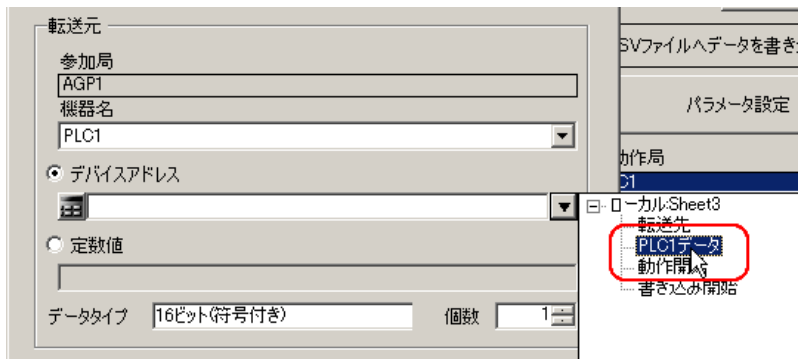 転送元
参加局
AGP1
機器名
PLC1
デバイスアドレス
定数値
データタイプ 16ビット(符号付き) 個数 1
SVファイルへデータを書き
パラメータ設定
動作局
C1
ローカル:Sheet3
転送先
PLC1データ
動作開始
書き込み開始